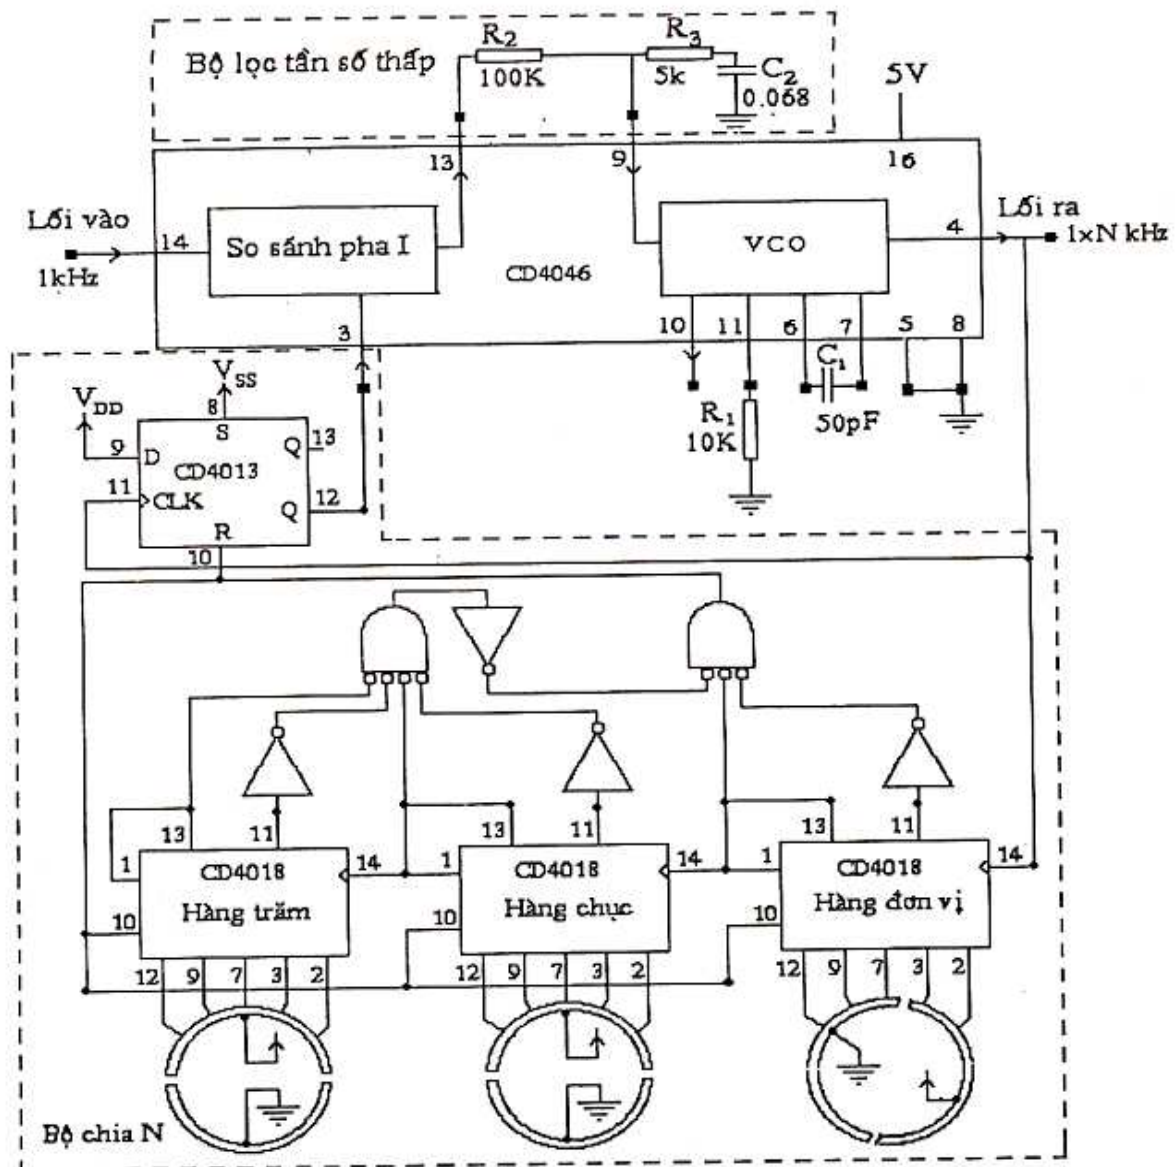 Bộ lọc tần số thấp
R2
100K
R3
5k
C2
0.068
5V
13
9
16
Lối vào
14
1kHz
So sánh pha I
CD4046
VCO
4
Lối ra
1×N kHz
3
10
11
6
7
5
8
C1
50pF
R1
10K
VSS
VDD
8
S
9
D
Q
13
CD4013
11
CLK
Q
12
R
10
13
11
1
CD4018
14
Hàng trăm
10
12
9
7
3
2
13
11
1
CD4018
14
Hàng chục
10
12
9
7
3
2
13
11
1
CD4018
14
Hàng đơn vị
10
12
9
7
3
2
Bộ chia N